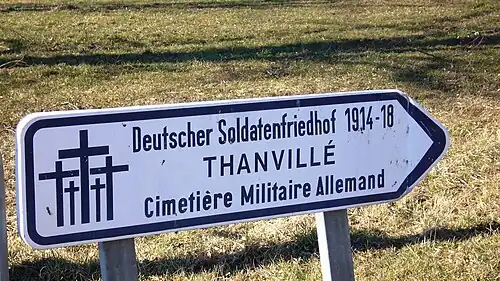 Deutscher Soldatenfriedhof 1914-18
THANVILLÉ
Cimetière Militaire Allemand